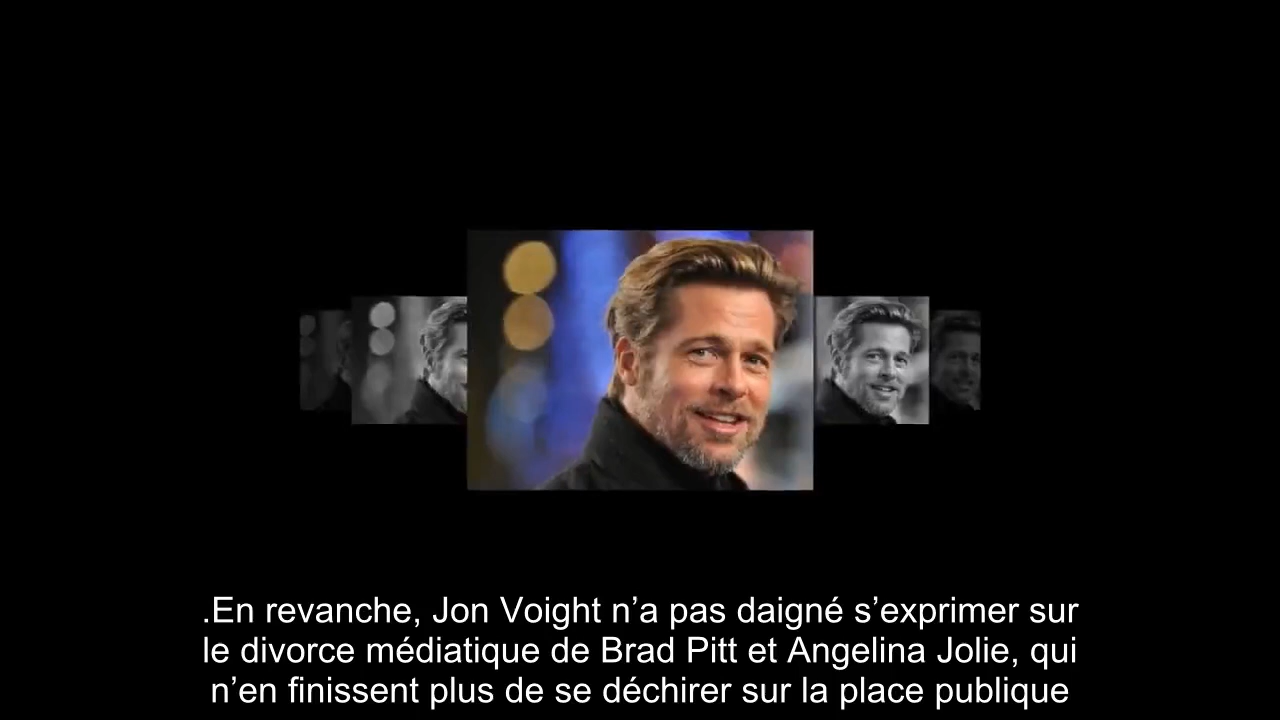 .En revanche, Jon Voight n’a pas daigné s’exprimer sur
le divorce médiatique de Brad Pitt et Angelina Jolie, qui
n’en finissent plus de se déchirer sur la place publique